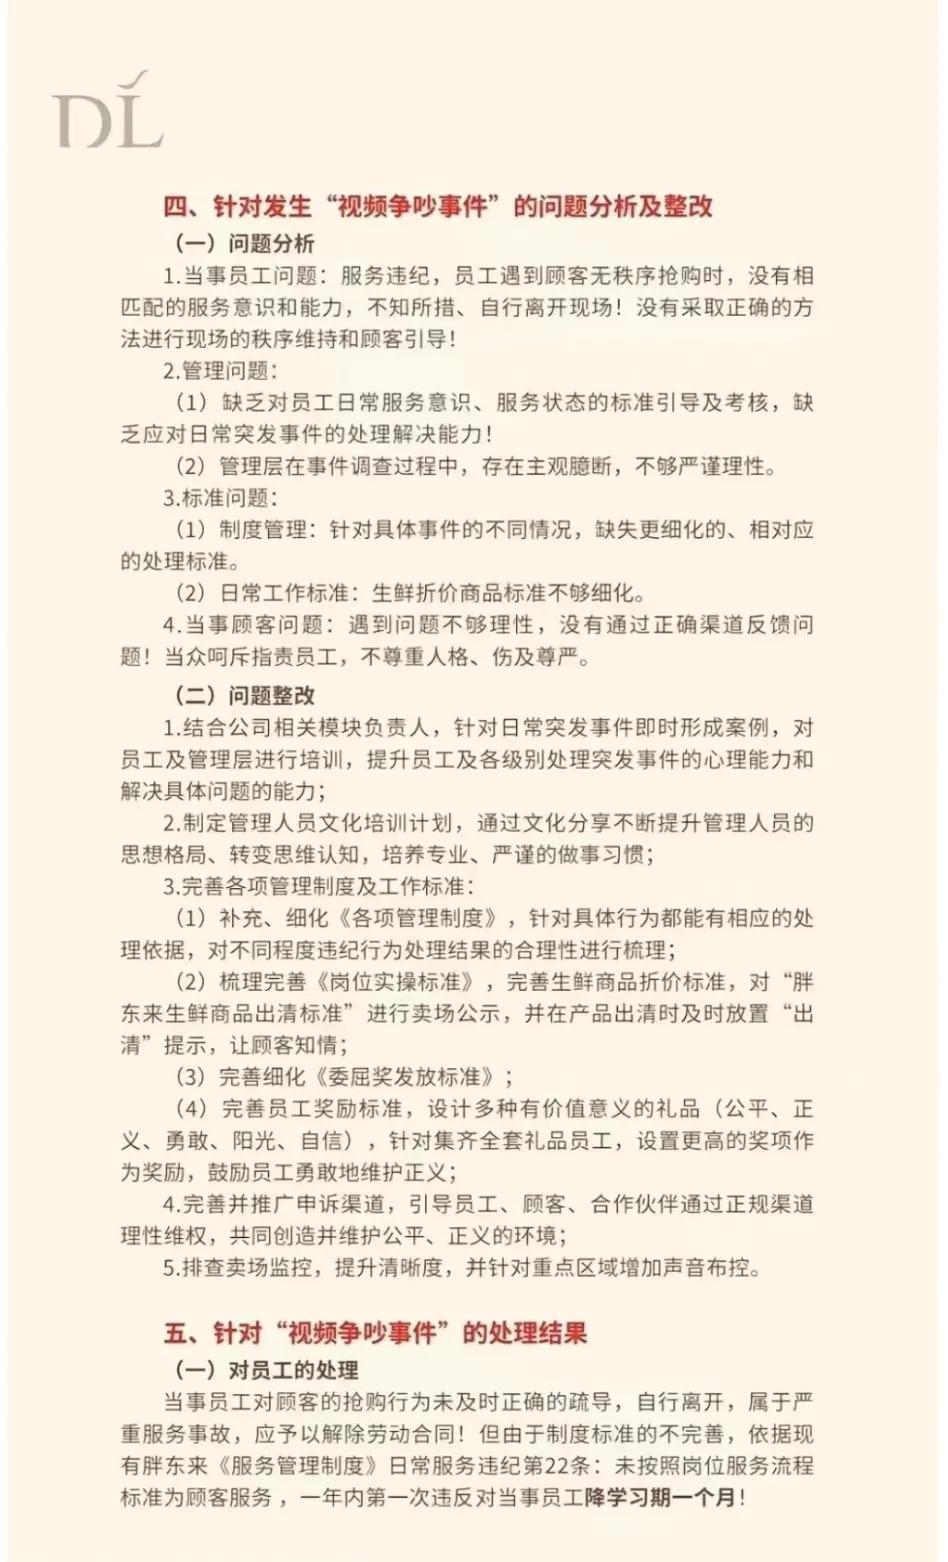 DL
四、针对发生“视频争吵事件”的问题分析及整改
（一）问题分析
1.当事员工问题：服务违纪，员工遇到顾客无秩序抢购时，没有相
匹配的服务意识和能力，不知所措、自行离开现场！没有采取正确的方
法进行现场的秩序维持和顾客引导！
2.管理问题：
（1）缺乏对员工日常服务意识、服务状态的标准引导及考核，缺
乏应对日常突发事件的处理解决能力！
（2）管理层在事件调查过程中，存在主观臆断，不够严谨理性。
3.标准问题：
（1）制度管理：针对具体事件的不同情况，缺失更细化的、相对应
的处理标准。
（2）日常工作标准：生鲜折价商品标准不够细化。
4.当事顾客问题：遇到问题不够理性，没有通过正确渠道反馈问
题！当众呵斥指责员工，不尊重人格、伤及尊严。
（二）问题整改
1.结合公司相关模块负责人，针对日常突发事件即时形成案例，对
员工及管理层进行培训，提升员工及各级别处理突发事件的心理能力和
解决具体问题的能力；
2.制定管理人员文化培训计划，通过文化分享不断提升管理人员的
思想格局、转变思维认知，培养专业、严谨的做事习惯；
3.完善各项管理制度及工作标准：
（1）补充、细化《各项管理制度》，针对具体行为都能有相应的处
理依据，对不同程度违纪行为处理结果的合理性进行梳理；
（2）梳理完善《岗位实操标准》，完善生鲜商品折价标准，对“胖
东来生鲜商品出清标准”进行卖场公示，并在产品出清时及时放置“出
清”提示，让顾客知情；
（3）完善细化《委屈奖发放标准》；
（4）完善员工奖励标准，设计多种有价值意义的礼品（公平、正
义、勇敢、阳光、自信），针对集齐全套礼品员工，设置更高的奖项作
为奖励，鼓励员工勇敢地维护正义；
4.完善并推广申诉渠道，引导员工、顾客、合作伙伴通过正规渠道
理性维权，共同创造并维护公平、正义的环境；
5.排查卖场监控，提升清晰度，并针对重点区域增加声音布控。
五、针对“视频争吵事件”的处理结果
（一）对员工的处理
当事员工对顾客的抢购行为未及时正确的疏导，自行离开，属于严
重服务事故，应予以解除劳动合同！但由于制度标准的不完善，依据现
有胖东来《服务管理制度》日常服务违纪第22条：未按照岗位服务流程
标准为顾客服务，一年内第一次违反对当事员工降学习期一个月！